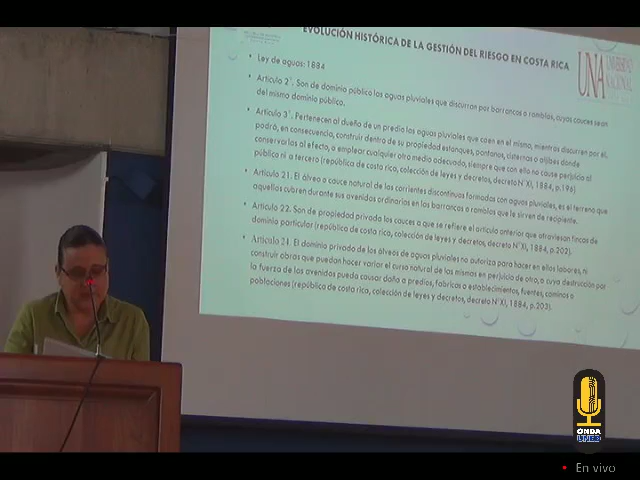 EVOLUCIÓN HISTÓRICA DE LA GESTIÓN DEL RIESGO EN COSTA RICA
UNA UNIVERSIDAD
NACIONAL
• Ley de aguas: 1884
• Artículo 2°. Son de dominio público las aguas pluviales que discurran por barrancos o ramblas, cuyos cauces sean
del mismo dominio público.
• Artículo 3°. Pertenecen al dueño de un predio las aguas pluviales que caen en el mismo, mientras discurren por él,
podrá, en consecuencia, construir dentro de su propiedad estanques, pantanos, cisternas o aljibes donde
conservarlas al efecto, o emplear cualquier otro medio adecuado, siempre que con ello no cause perjuicio al
público ni a tercero (república de costa rica, colección de leyes y decretos, decreto N°XI, 1884, p.196)
• Artículo 21. El álveo o cauce natural de las corrientes discontinuas formadas con aguas pluviales, es el terreno que
aquellas cubren durante sus avenidas ordinarias en los barrancos o ramblas que le sirven de recipiente.
• Artículo 22. Son de propiedad privada los cauces a que se refiere el artículo anterior que atraviesan fincas de
dominio particular (república de costa rica, colección de leyes y decretos, decreto N°XI, 1884, p.202).
• Artículo 24. El dominio privado de los álveos de aguas pluviales no autoriza para hacer en ellos labores, ni
construir obras que puedan hacer variar el curso natural de las mismas en perjuicio de otro, o cuya destrucción por
la fuerza de las avenidas pueda causar daño a predios, fabricas o establecimientos, fuentes, caminos o
poblaciones (república de costa rica, colección de leyes y decretos, decreto N° XI, 1884, p.203).
ONDA
UNED
• En vivo